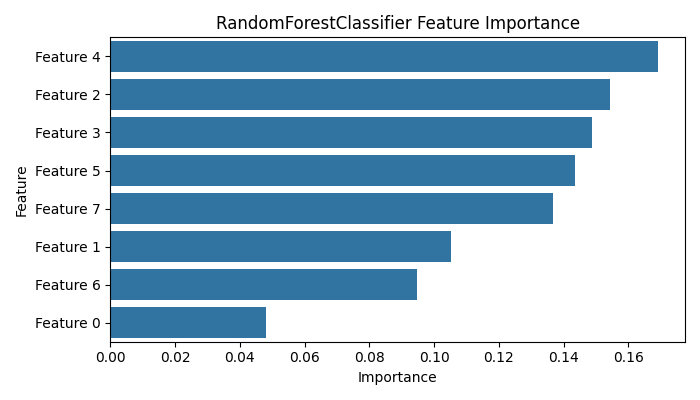 RandomForestClassifier Feature Importance
Feature
Feature 4
Feature 2
Feature 3
Feature 5
Feature 7
Feature 1
Feature 6
Feature 0
0.00 0.02 0.04 0.06 0.08 0.10 0.12 0.14 0.16
Importance